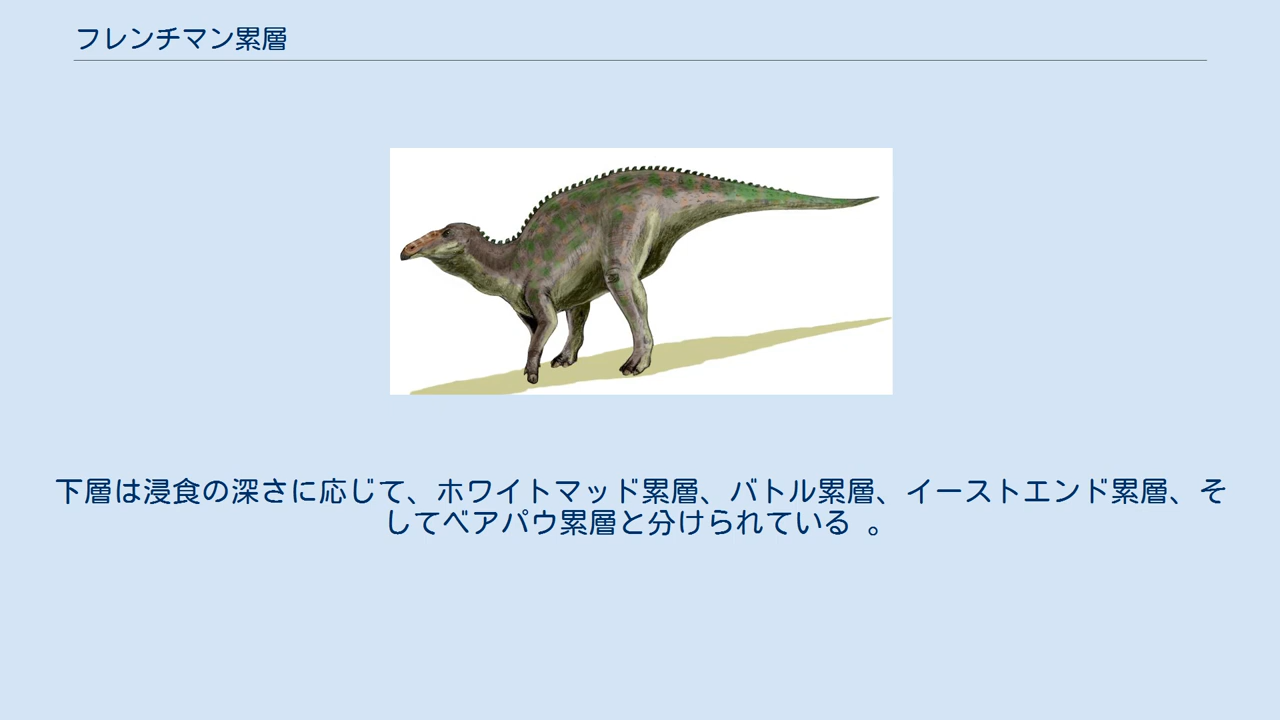 フレンチマン累層
下層は浸食の深さに応じて、ホワイトマッド累層、バトル累層、イーストエンド累層、そ
してベアパウ累層と分けられている 。